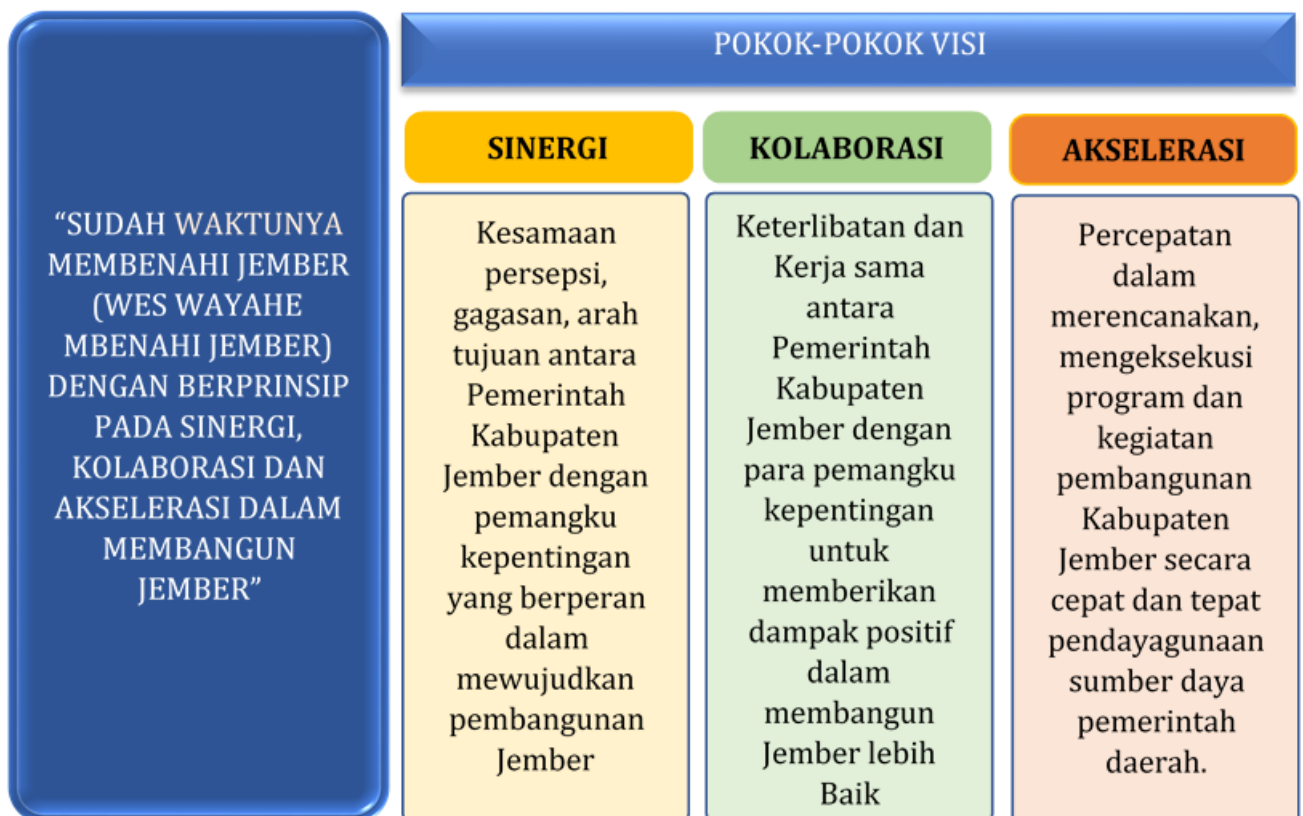 “SUDAH WAKTUNYA
MEMBENAHI JEMBER
(WES WAYAHE
MBENAHI JEMBER)
DENGAN BERPRINSIP
PADA SINERGI,
KOLABORASI DAN
AKSELERASI DALAM
MEMBANGUN
JEMBER”
POKOK-POKOK VISI
SINERGI
Kesamaan
persepsi,
gagasan, arah
tujuan antara
Pemerintah
Kabupaten
Jember dengan
pemangku
kepentingan
yang berperan
dalam
mewujudkan
pembangunan
Jember
KOLABORASI
Keterlibatan dan
Kerja sama
antara
Pemerintah
Kabupaten
Jember dengan
para pemangku
kepentingan
untuk
memberikan
dampak positif
dalam
membangun
Jember lebih
Baik
AKSELERASI
Percepatan
dalam
merencanakan,
mengeksekusi
program dan
kegiatan
pembangunan
Kabupaten
Jember secara
cepat dan tepat
pendayagunaan
sumber daya
pemerintah
daerah.